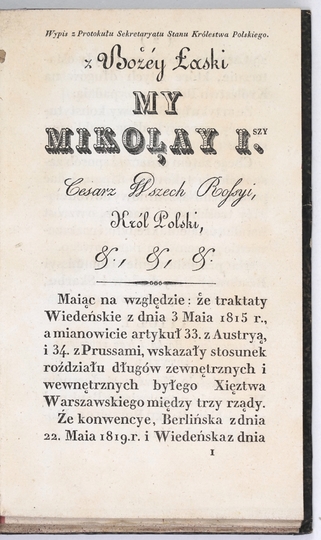 Wypis z Protokułu Sekretaryatu Stanu Królestwa Polskiego.
z Bożéy Łaski
MY
MIKOŁAY I.SZY
Cesarz Wszech Rossyi,
Król Polski,
&., &, &.
Maiąc na względzie: że traktaty
Wiedeńskie z dnia 3 Maia 1815 r.,
a mianowicie artykuł 33. z Austryą,
i 34. z Prussami, wskazały stosunek
rozdziału długów zewnętrznych i
wewnętrznych byłego Xięztwa
Warszawskiego między trzy rządy.
Że konwencye, Berlińska z dnia
22. Maia 1819. r. i Wiedeńska z dnia
1